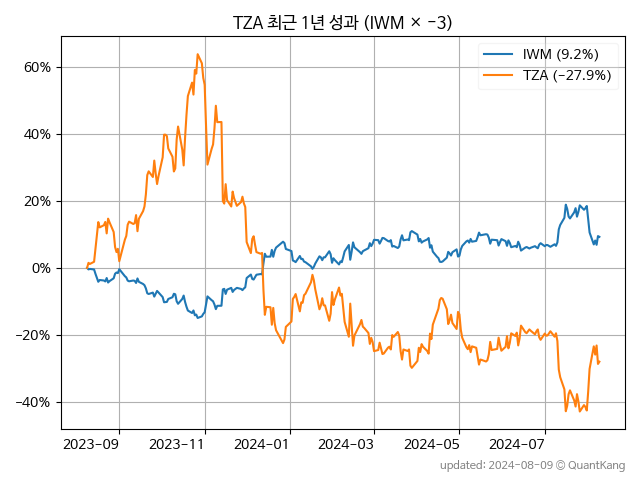 TZA 최근 1년 성과 (IWM × −3)
IWM (9.2%)
TZA (−27.9%)
60%
40%
20%
0%
−20%
−40%
2023-09 2023-11 2024-01 2024-03 2024-05 2024-07
updated: 2024-08-09 © QuantKang